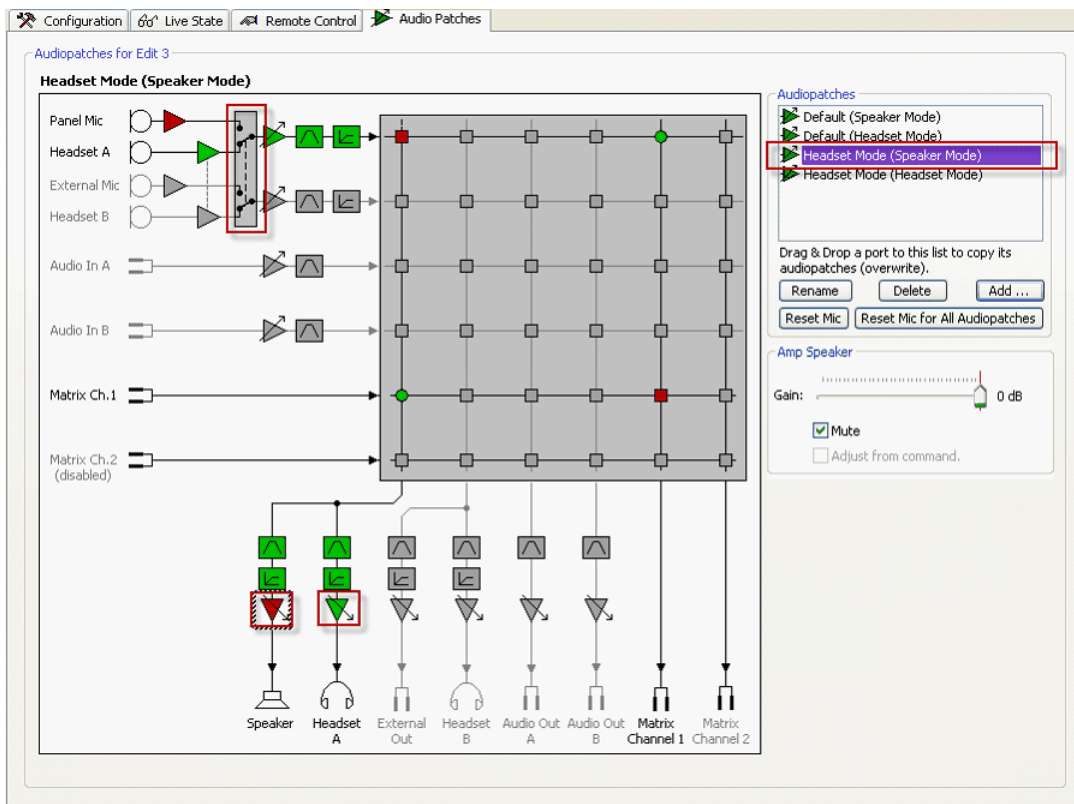 Configuration
Live State
Remote Control
Audio Patches
Audiopatches for Edit 3
Headset Mode (Speaker Mode)
Panel Mic
Headset A
External Mic
Headset B
Audio In A
Audio In B
Matrix Ch.1
Matrix Ch.2
(disabled)
Speaker
Headset
A
External
Out
Headset
B
Audio Out
A
Audio Out
B
Matrix
Channel 1
Matrix
Channel 2
Audiopatches
Default (Speaker Mode)
Default (Headset Mode)
Headset Mode (Speaker Mode)
Headset Mode (Headset Mode)
Drag & Drop a port to this list to copy its
audiopatches (overwrite).
Rename
Delete
Add ...
Reset Mic
Reset Mic for All Audiopatches
Amp Speaker
Gain:
0 dB
Mute
Adjust from command.